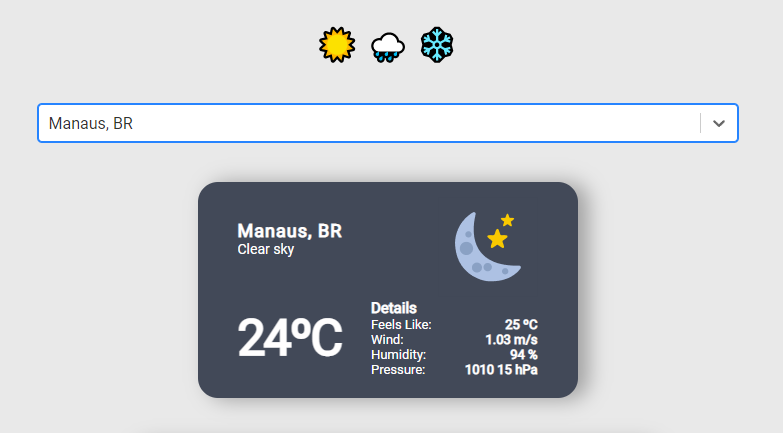 Manaus, BR
Manaus, BR
Clear sky
24ºC
Details
Feels Like: 25 ºC
Wind: 1.03 m/s
Humidity: 94 %
Pressure: 1010 15 hPa